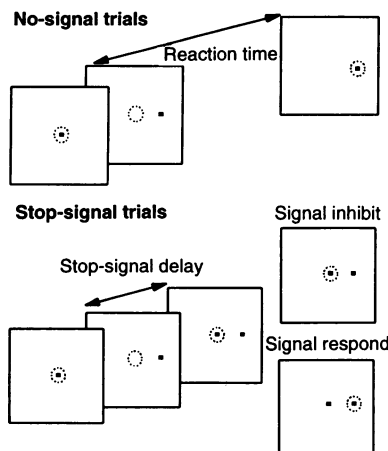 No-signal trials
Reaction time
Stop-signal trials
Signal inhibit
Stop-signal delay
Signal respond